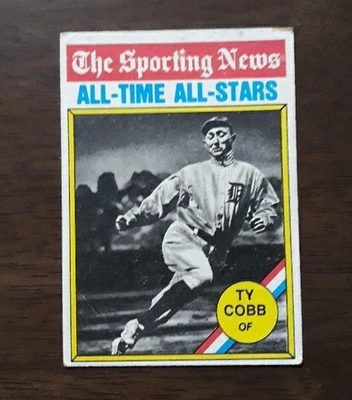 The Sporting News
ALL-TIME ALL-STARS
D
TY
COBB
OF